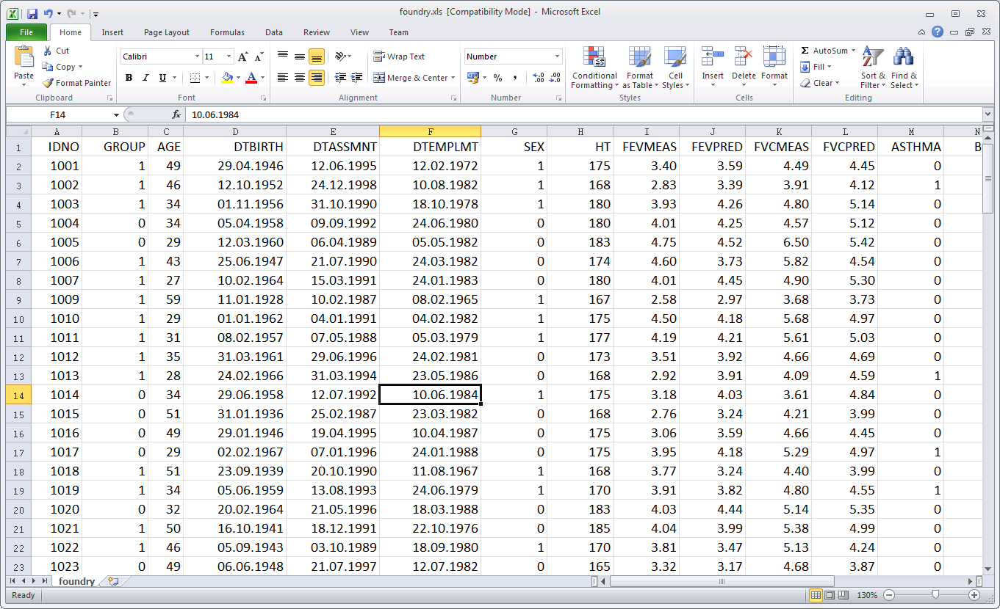 foundry.xls [Compatibility Mode] - Microsoft Excel
File Home Insert Page Layout Formulas Data Review View Team
Calibri 11 Wrap Text Number
Cut Copy Format Painter Paste
B I U Merge & Center % ,
Conditional Formatting Format as Table Cell Styles Insert Delete Format
AutoSum Fill Clear Sort & Filter Find & Select
Clipboard Font Alignment Number Styles Cells Editing
F14 fx 10.06.1984
A B C D E F G H I J K L M N
1 IDNO GROUP AGE DTBIRTH DTASSMNT DTEMPLMT SEX HT FEVMEAS FEVPRED FVCMEAS FVCPRED ASTHMA B
2 1001 1 49 29.04.1946 12.06.1995 12.02.1972 1 175 3.40 3.59 4.49 4.45 0
3 1002 1 46 12.10.1952 24.12.1998 10.08.1982 1 168 2.83 3.39 3.91 4.12 1
4 1003 1 34 01.11.1956 31.10.1990 18.10.1978 1 180 3.93 4.26 4.80 5.14 0
5 1004 0 34 05.04.1958 09.09.1992 24.06.1980 0 180 4.01 4.25 4.57 5.12 0
6 1005 0 29 12.03.1960 06.04.1989 05.05.1982 0 183 4.75 4.52 6.50 5.42 0
7 1006 1 43 25.06.1947 21.07.1990 24.03.1982 0 174 4.60 3.73 5.82 4.54 0
8 1007 1 27 10.02.1964 15.03.1991 24.01.1983 0 180 4.01 4.45 4.90 5.30 0
9 1009 1 59 11.01.1928 10.02.1987 08.02.1965 1 167 2.58 2.97 3.68 3.73 0
10 1010 1 29 01.01.1962 04.01.1991 04.02.1982 1 175 4.50 4.18 5.68 4.97 0
11 1011 1 31 08.02.1957 07.05.1988 05.03.1979 1 177 4.19 4.21 5.61 5.03 0
12 1012 1 35 31.03.1961 29.06.1996 24.02.1981 0 173 3.51 3.92 4.66 4.69 0
13 1013 1 28 24.02.1966 31.03.1994 23.05.1986 0 168 2.92 3.91 4.09 4.59 1
14 1014 0 34 29.06.1958 12.07.1992 10.06.1984 1 175 3.18 4.03 3.61 4.84 0
15 1015 0 51 31.01.1936 25.02.1987 23.03.1982 0 168 2.76 3.24 4.21 3.99 0
16 1016 0 49 29.01.1946 19.04.1995 10.04.1987 0 175 3.06 3.59 4.66 4.45 0
17 1017 0 29 02.02.1967 07.01.1996 24.01.1988 0 175 3.95 4.18 5.29 4.97 1
18 1018 1 51 23.09.1939 20.10.1990 11.08.1967 1 168 3.77 3.24 4.40 3.99 0
19 1019 1 34 05.06.1959 13.08.1993 24.06.1979 1 170 3.91 3.82 4.80 4.55 1
20 1020 0 32 20.02.1964 21.05.1996 18.03.1988 0 183 4.03 4.44 5.14 5.35 0
21 1021 1 50 16.10.1941 18.12.1991 22.10.1976 0 185 4.04 3.99 5.38 4.99 0
22 1022 1 46 05.09.1943 03.10.1989 18.09.1980 1 170 3.81 3.47 5.13 4.24 0
23 1023 0 49 06.06.1948 21.07.1997 12.07.1982 0 165 3.32 3.17 4.68 3.87 0
foundry
Ready 130%